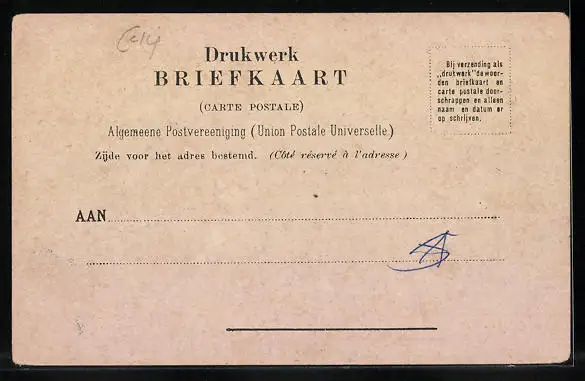 Drukwerk
BRIEFKAART
(CARTE POSTALE)
Algemeene Postvereeniging (Union Postale Universelle.)
Zijde voor het adres bestemd. (Côté réservé à l'adresse)
Bij verzending als
„drukwerk" de woor-
den briefkaart en
carte postale door-
schrappen en alleen
naam en datum er
op schrijven.
AAN